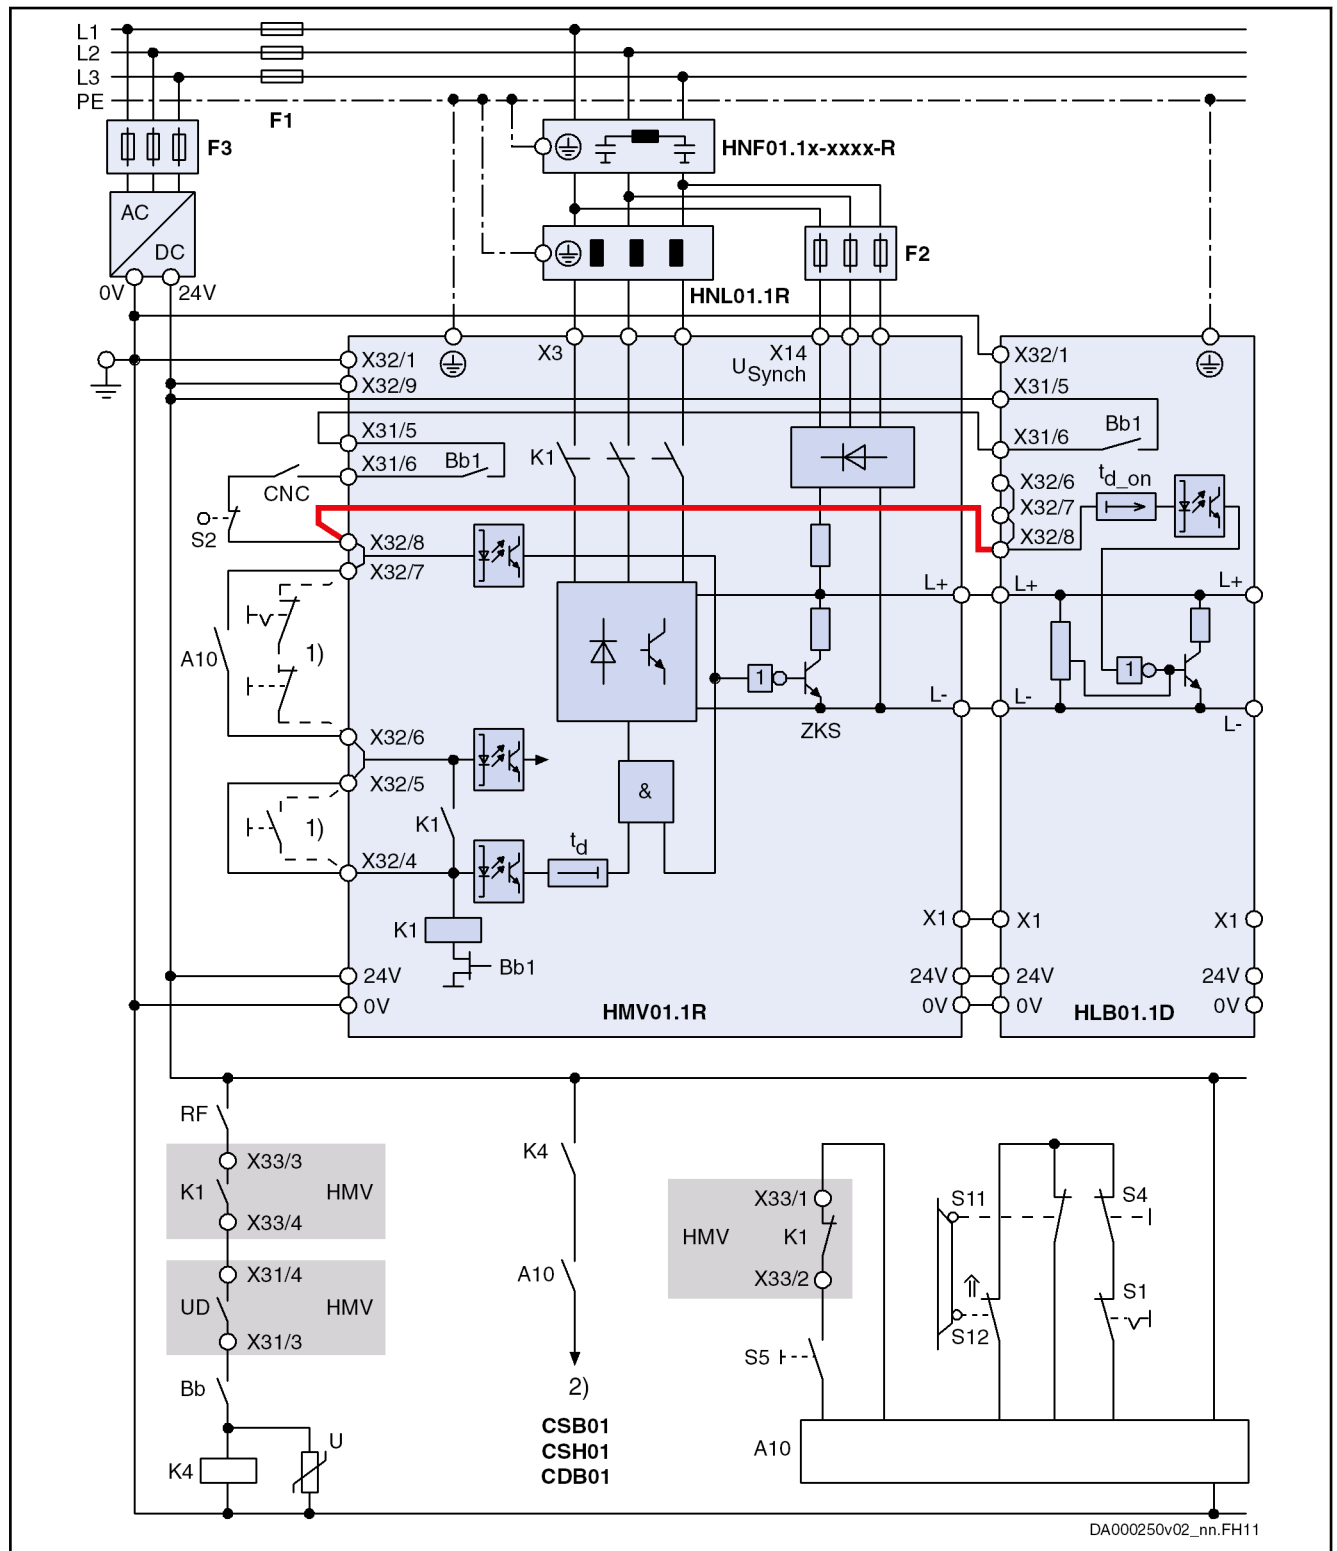 L1
L2
L3
PE
F1
F3
HNF01.1x-xxxx-R
AC
DC
F2
0V
24V
HNL01.1R
X32/1
X32/9
X3
X14
USynch
X32/1
X31/5
X31/5
X31/6
Bb1
K1
Bb1
X31/6
CNC
S2
X32/6
X32/7
X32/8
td_on
X32/8
X32/7
L+
L+
L+
A10
1)
1
1
L-
L-
L-
ZKS
X32/6
X32/5
&
K1
1)
td
X32/4
K1
Bb1
X1
X1
X1
24V
24V
24V
24V
0V
0V
0V
0V
HMV01.1R
HLB01.1D
RF
X33/3
K1
HMV
X33/4
X31/4
UD
HMV
X31/3
Bb
K4
U
K4
A10
2)
CSB01
CSH01
CDB01
X33/1
HMV
K1
X33/2
S5
S11
S4
S12
S1
A10
DA000250v02_nn.FH11